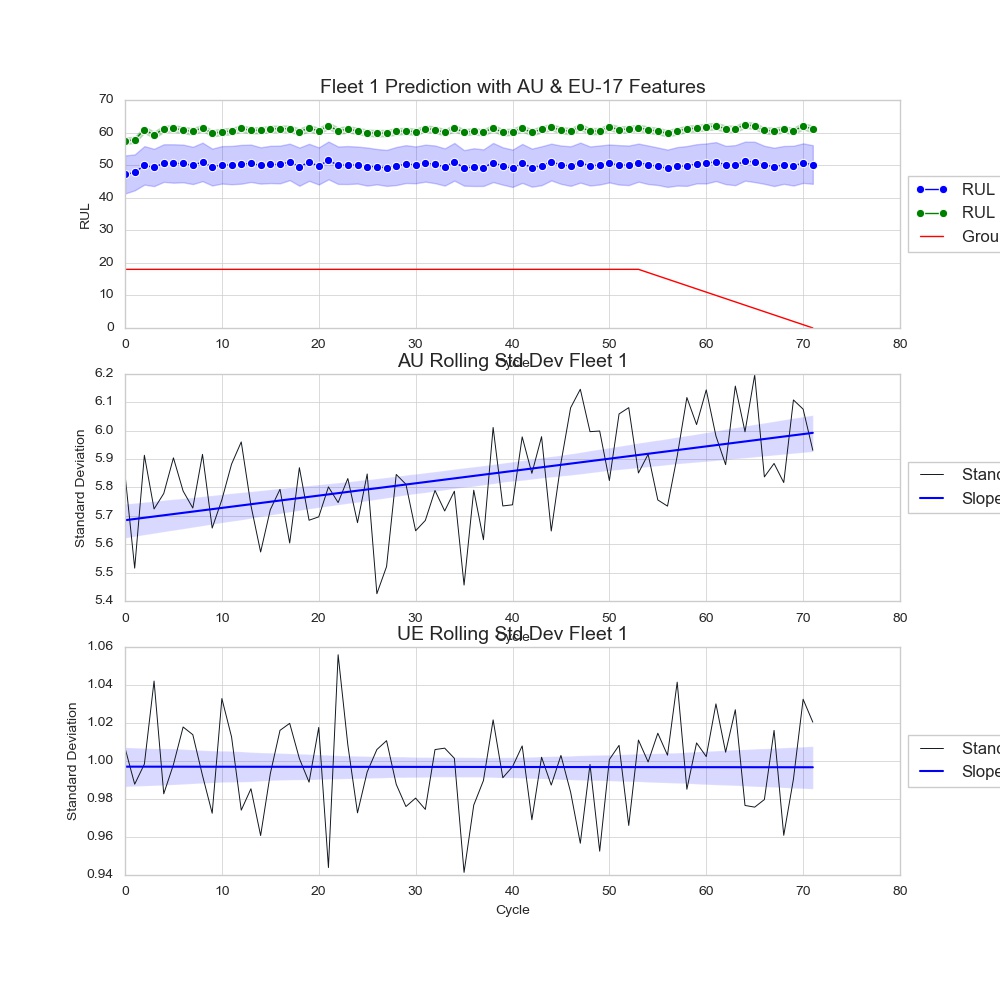 Fleet 1 Prediction with AU & EU-17 Features
70
60
50
40
30
20
10
0
RUL
0 10 20 30 40 50 60 70 80
Cycle
RUL
RUL
Grou
AU Rolling Std Dev Fleet 1
6.2
6.1
6.0
5.9
5.8
5.7
5.6
5.5
5.4
Standard Deviation
0 10 20 30 40 50 60 70 80
Cycle
Stand
Slope
UE Rolling Std Dev Fleet 1
1.06
1.04
1.02
1.00
0.98
0.96
0.94
Standard Deviation
0 10 20 30 40 50 60 70 80
Cycle
Stand
Slope